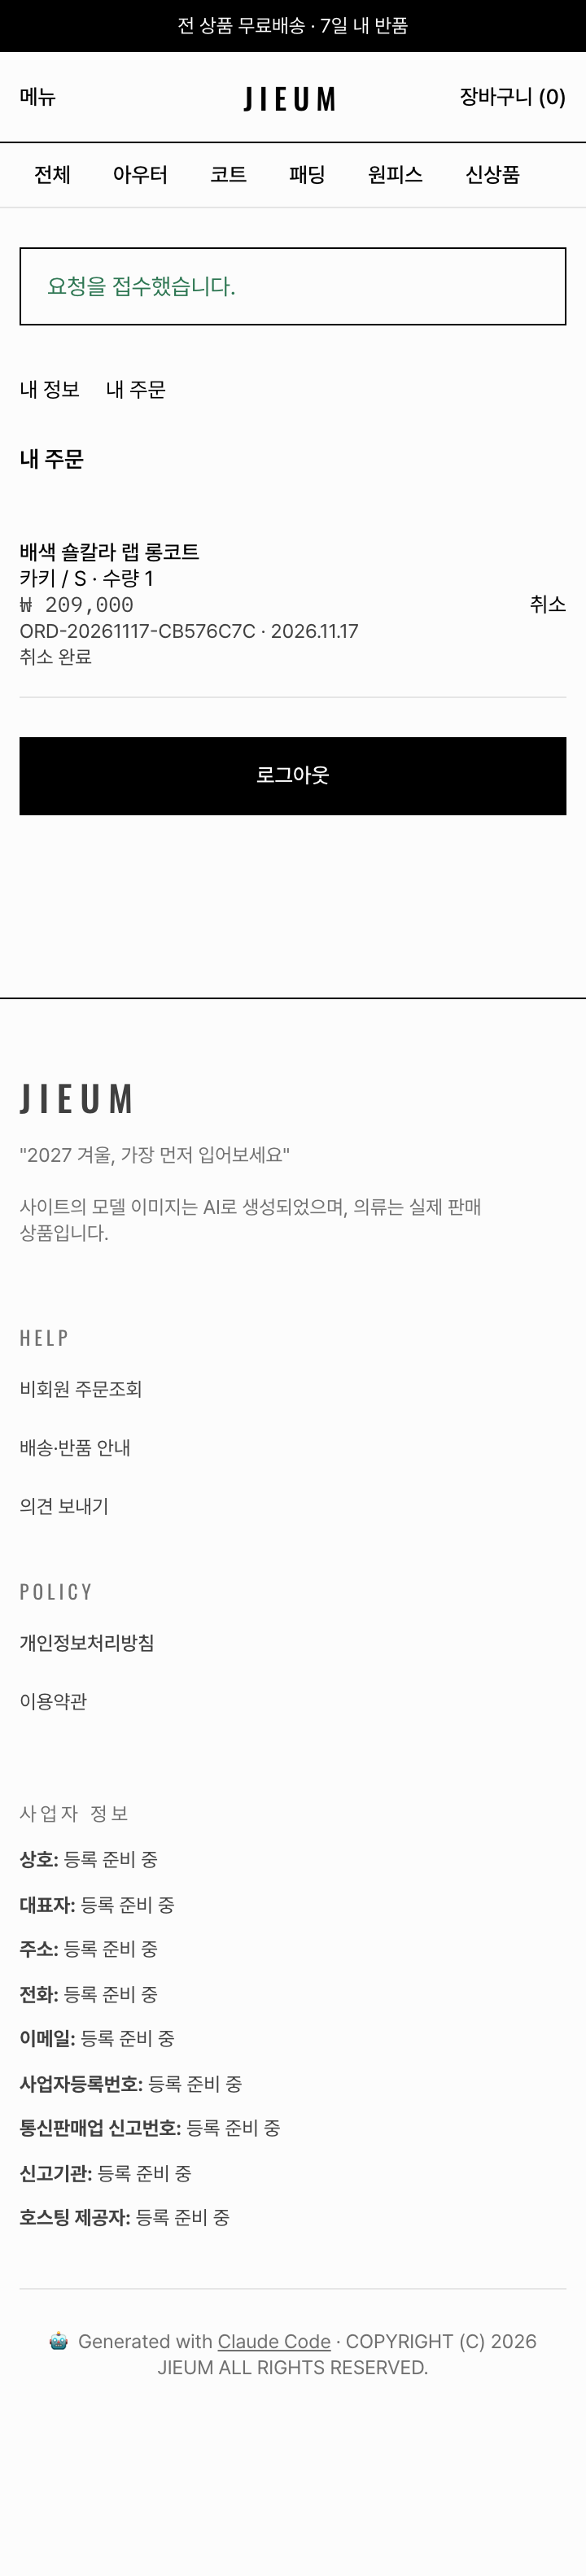 전 상품 무료배송 · 7일 내 반품
메뉴
JIEUM
장바구니 (0)
전체 아우터 코트 패딩 원피스 신상품
요청을 접수했습니다.
내 정보 내 주문
내 주문
배색 숄칼라 랩 롱코트
카키 / S · 수량 1
₩ 209,000
취소
ORD-20261117-CB576C7C · 2026.11.17
취소 완료
로그아웃
JIEUM
"2027 겨울, 가장 먼저 입어보세요"
사이트의 모델 이미지는 AI로 생성되었으며, 의류는 실제 판매
상품입니다.
HELP
비회원 주문조회
배송·반품 안내
의견 보내기
POLICY
개인정보처리방침
이용약관
사업자 정보
상호: 등록 준비 중
대표자: 등록 준비 중
주소: 등록 준비 중
전화: 등록 준비 중
이메일: 등록 준비 중
사업자등록번호: 등록 준비 중
통신판매업 신고번호: 등록 준비 중
신고기관: 등록 준비 중
호스팅 제공자: 등록 준비 중
🤖 Generated with Claude Code · COPYRIGHT (C) 2026
JIEUM ALL RIGHTS RESERVED.